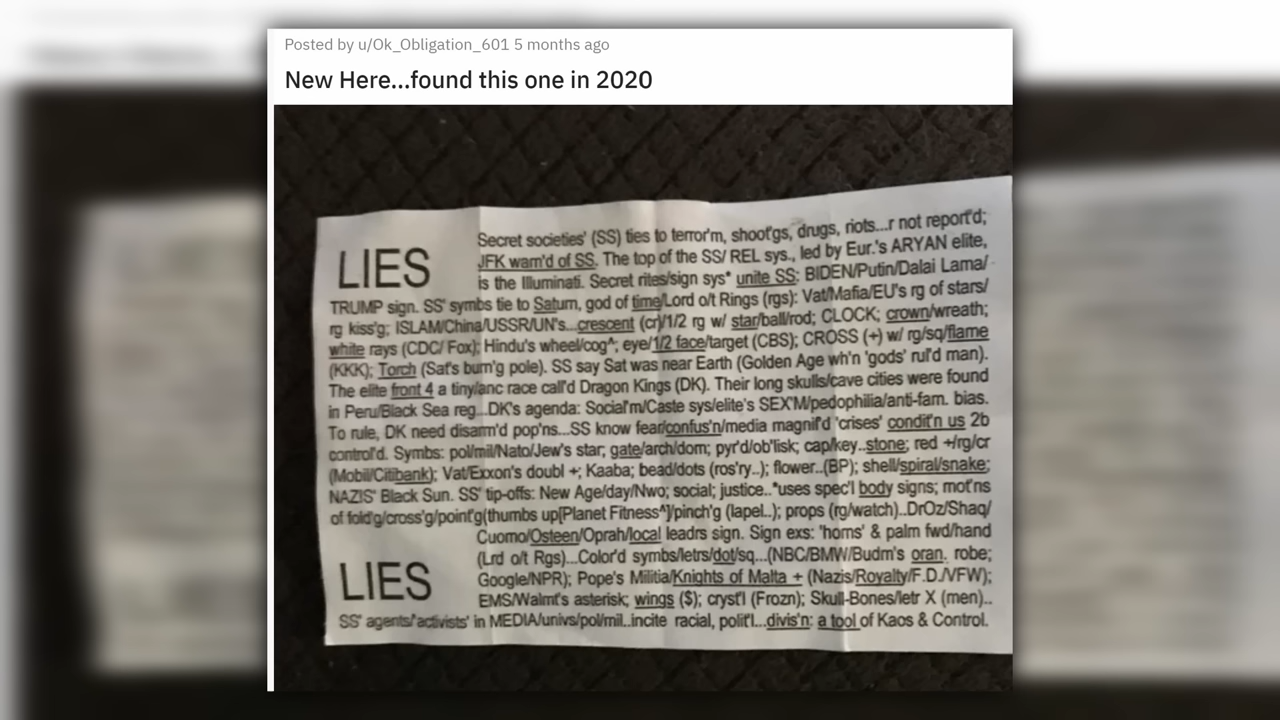 Posted by u/Ok_Obligation_601 5 months ago
New Here...found this one in 2020
LIES
Secret societies' (SS) ties to terror'm, shoot'gs, drugs, riots...r not report'd;
JFK warn'd of SS. The top of the SS/ REL sys., led by Eur.'s ARYAN elite,
is the Illuminati. Secret rites/sign sys* unite SS: BIDEN/Putin/Dalai Lama/
TRUMP sign. SS' symbs tie to Saturn, god of time/Lord o/t Rings (rgs): Vat/Mafia/EU's rg of stars/
rg kiss'g; ISLAM/China/USSR/UN's...crescent (cr)/1/2 rg w/ star/ball/rod; CLOCK; crown/wreath;
white rays (CDC/ Fox); Hindu's wheel/cog^; eye/1/2 face/target (CBS); CROSS (+) w/ rg/sq/flame
(KKK); Torch (Sat's burn'g pole). SS say Sat was near Earth (Golden Age wh'n 'gods' rul'd man).
The elite front 4 a tiny/anc race call'd Dragon Kings (DK). Their long skulls/cave cities were found
in Peru/Black Sea reg...DK's agenda: Social'm/Caste sys/elite's SEX'M/pedophilia/anti-fam. bias.
To rule, DK need disarm'd pop'ns...SS know fear/confus'n/media magnif'd 'crises' condit'n us 2b
control'd. Symbs: pol/mil/Nato/Jew's star; gate/arch/dom; pyr'd/ob'lisk; cap/key..stone; red +/rg/cr
(Mobil/Citibank); Vat/Exxon's doubl +; Kaaba; bead/dots (ros'ry..); flower..(BP); shell/spiral/snake;
NAZIS' Black Sun. SS' tip-offs: New Age/day/Nwo; social; justice..*uses spec'l body signs; mot'ns
of fold'g/cross'g/point'g(thumbs up[Planet Fitness^]/pinch'g (lapel..); props (rg/watch)..DrOz/Shaq/
Cuomo/Osteen/Oprah/local leadrs sign. Sign exs: 'horns' & palm fwd/hand
(Lrd o/t Rgs)...Color'd symbs/letrs/dot/sq...(NBC/BMW/Budm's oran. robe;
LIES
Google/NPR); Pope's Militia/Knights of Malta + (Nazis/Royalty/F.D./VFW);
EMS/Walmt's asterisk; wings ($); cryst'l (Frozn); Skull-Bones/letr X (men)..
SS' agents/'activists' in MEDIA/univs/pol/mil..incite racial, polit'l...divis'n: a tool of Kaos & Control.